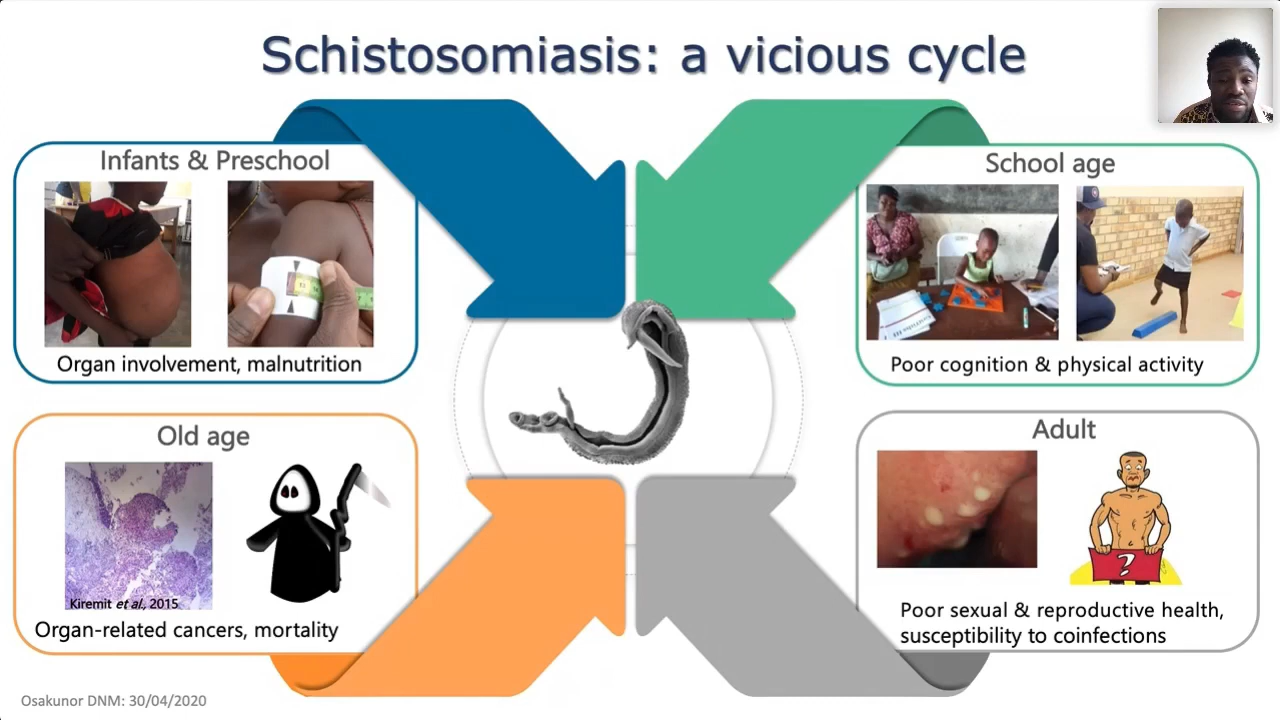 Schistosomiasis: a vicious cycle
Infants & Preschool
Organ involvement, malnutrition
School age
Poor cognition & physical activity
Old age
Kiremit et al., 2015
Organ-related cancers, mortality
Adult
?
Poor sexual & reproductive health,
susceptibility to coinfections
Osakunor DNM: 30/04/2020